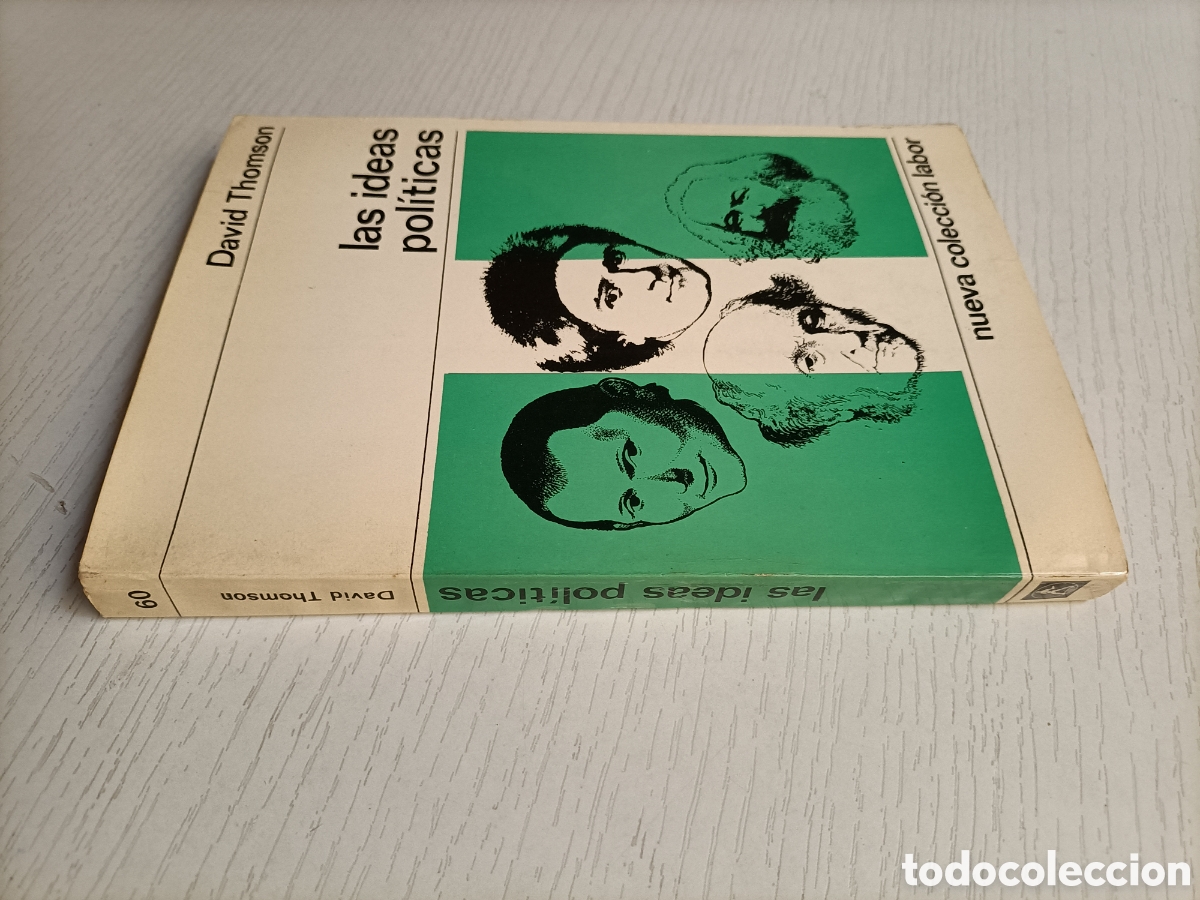 David Thomson
las ideas
políticas
nueva colección labor
60
David Thomson
las ideas políticas
todocoleccion